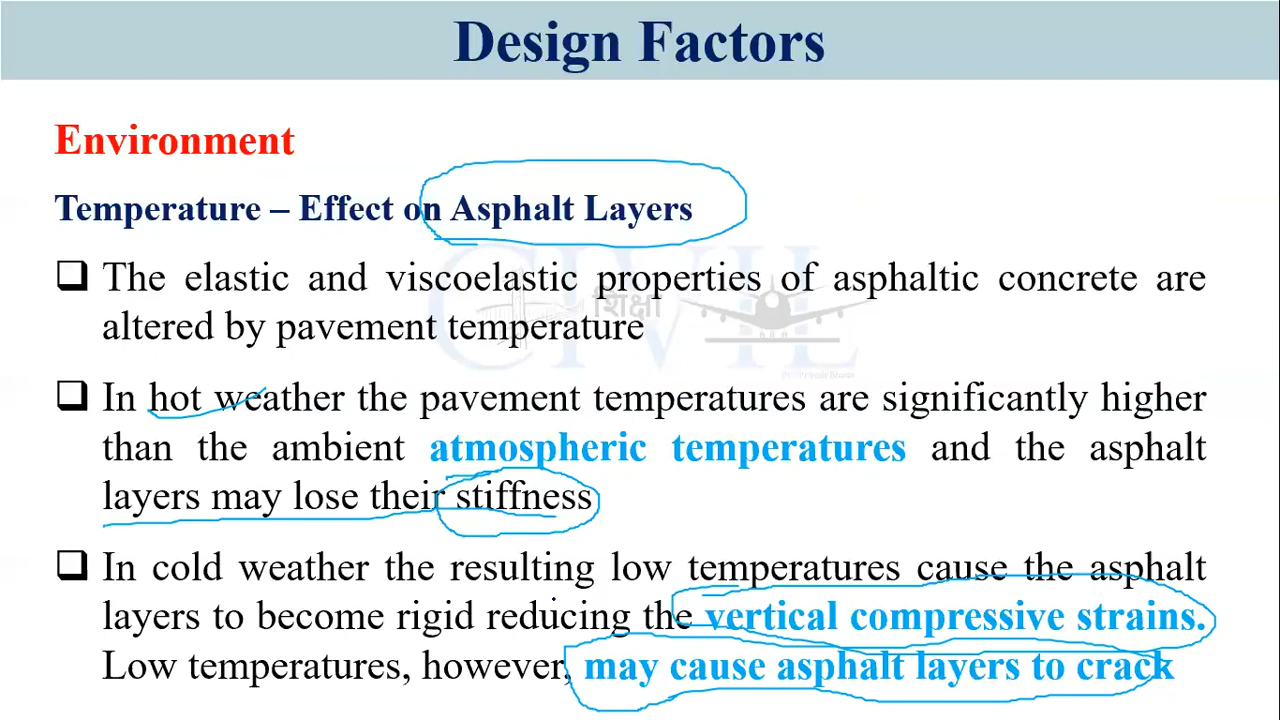 Design Factors
Environment
Temperature – Effect on Asphalt Layers
❑ The elastic and viscoelastic properties of asphaltic concrete are
altered by pavement temperature
❑ In hot weather the pavement temperatures are significantly higher
than the ambient atmospheric temperatures and the asphalt
layers may lose their stiffness
❑ In cold weather the resulting low temperatures cause the asphalt
layers to become rigid reducing the vertical compressive strains.
Low temperatures, however, may cause asphalt layers to crack
CIVIL
शिक्षा